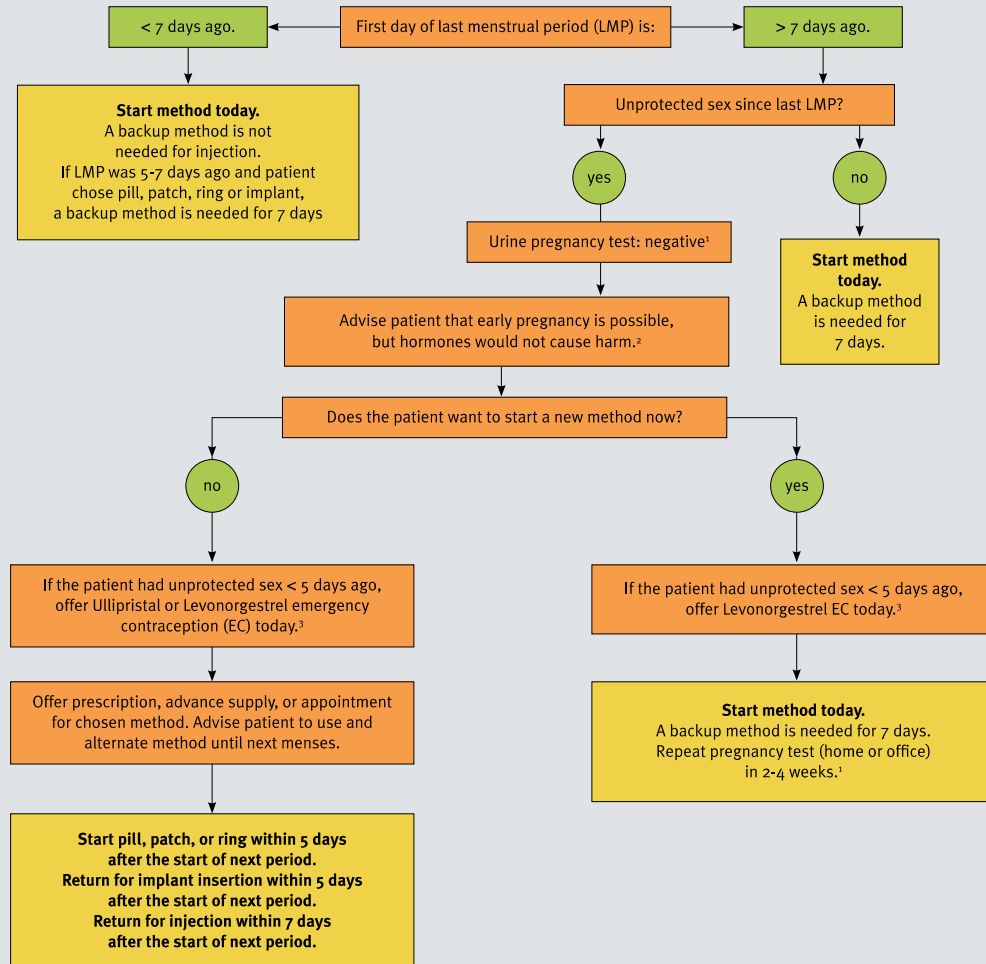 < 7 days ago.
First day of last menstrual period (LMP) is:
> 7 days ago.
Start method today.
A backup method is not
needed for injection.
If LMP was 5-7 days ago and patient
chose pill, patch, ring or implant,
a backup method is needed for 7 days
Unprotected sex since last LMP?
yes
no
Urine pregnancy test: negative¹
Start method
today.
A backup method
is needed for
7 days.
Advise patient that early pregnancy is possible,
but hormones would not cause harm.²
Does the patient want to start a new method now?
no
yes
If the patient had unprotected sex < 5 days ago,
offer Ullipristal or Levonorgestrel emergency
contraception (EC) today.³
If the patient had unprotected sex < 5 days ago,
offer Levonorgestrel EC today.³
Offer prescription, advance supply, or appointment
for chosen method. Advise patient to use and
alternate method until next menses.
Start method today.
A backup method is needed for 7 days.
Repeat pregnancy test (home or office)
in 2-4 weeks.¹
Start pill, patch, or ring within 5 days
after the start of next period.
Return for implant insertion within 5 days
after the start of next period.
Return for injection within 7 days
after the start of next period.